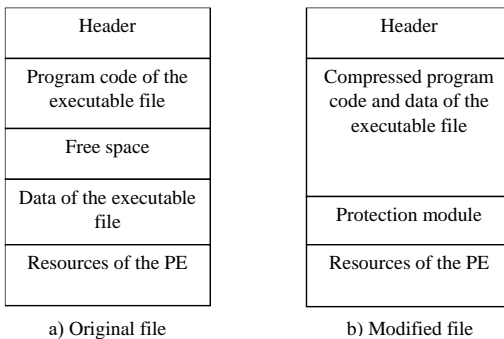 Header
Program code of the
executable file
Free space
Data of the executable
file
Resources of the PE
a) Original file
Header
Compressed program
code and data of the
executable file
Protection module
Resources of the PE
b) Modified file